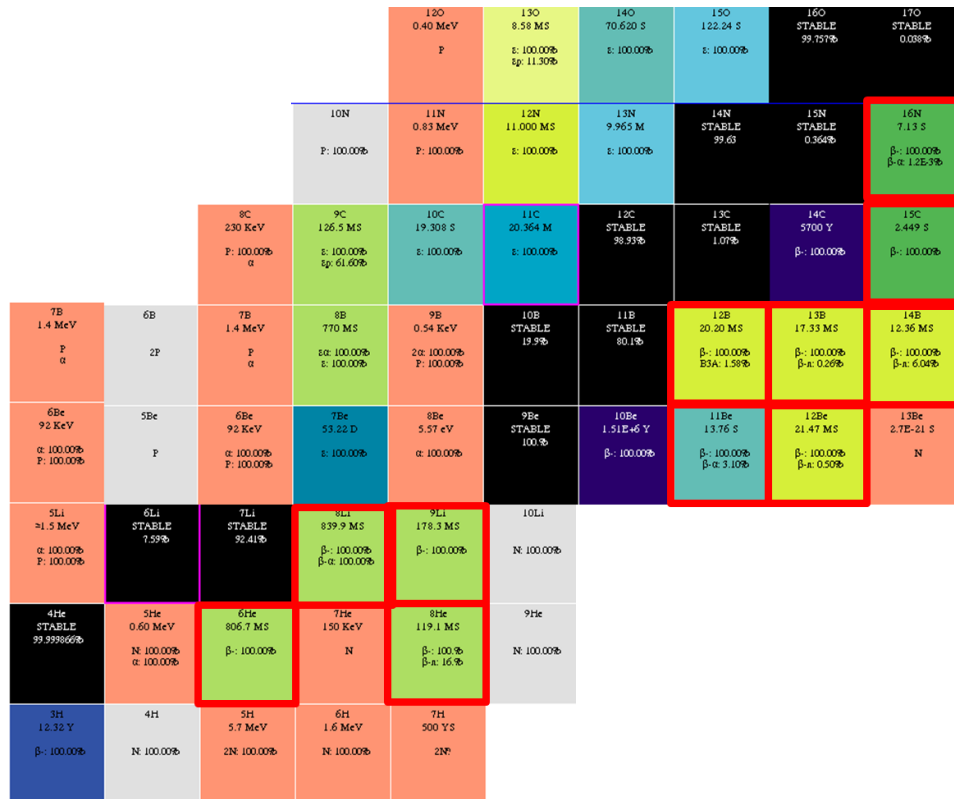 12O
0.40 MeV
P
13O
8.58 MS
ε: 100.00%
εp: 11.30%
14O
70.620 S
ε: 100.00%
15O
122.24 S
ε: 100.00%
16O
STABLE
99.757%
17O
STABLE
0.038%
10N
P: 100.00%
11N
0.83 MeV
P: 100.00%
12N
11.000 MS
ε: 100.00%
13N
9.965 M
ε: 100.00%
14N
STABLE
99.63
15N
STABLE
0.364%
16N
7.13 S
β-: 100.00%
β-α: 1.2E-3%
8C
230 KeV
P: 100.00%
α
9C
126.5 MS
ε: 100.00%
εp: 61.60%
10C
19.308 S
ε: 100.00%
11C
20.364 M
ε: 100.00%
12C
STABLE
98.93%
13C
STABLE
1.07%
14C
5700 Y
β-: 100.00%
15C
2.449 S
β-: 100.00%
7B
1.4 MeV
P
α
6B
2P
7B
1.4 MeV
P
α
8B
770 MS
εα: 100.00%
ε: 100.00%
9B
0.54 KeV
2α: 100.00%
P: 100.00%
10B
STABLE
19.9%
11B
STABLE
80.1%
12B
20.20 MS
β-: 100.00%
B3A: 1.58%
13B
17.33 MS
β-: 100.00%
β-n: 0.26%
14B
12.36 MS
β-: 100.00%
β-n: 6.04%
6Be
92 KeV
α: 100.00%
P: 100.00%
5Be
P
6Be
92 KeV
α: 100.00%
P: 100.00%
7Be
53.22 D
ε: 100.00%
8Be
5.57 eV
α: 100.00%
9Be
STABLE
100.%
10Be
1.51E+6 Y
β-: 100.00%
11Be
13.76 S
β-: 100.00%
β-α: 3.10%
12Be
21.47 MS
β-: 100.00%
β-n: 0.50%
13Be
2.7E-21 S
N
5Li
≈1.5 MeV
α: 100.00%
P: 100.00%
6Li
STABLE
7.59%
7Li
STABLE
92.41%
8Li
839.9 MS
β-: 100.00%
β-α: 100.00%
9Li
178.3 MS
β-: 100.00%
10Li
N: 100.00%
4He
STABLE
99.999866%
5He
0.60 MeV
N: 100.00%
α: 100.00%
6He
806.7 MS
β-: 100.00%
7He
150 KeV
N
8He
119.1 MS
β-: 100.%
β-n: 16.%
9He
N: 100.00%
3H
12.32 Y
β-: 100.00%
4H
N: 100.00%
5H
5.7 MeV
2N: 100.00%
6H
1.6 MeV
N: 100.00%
7H
500 YS
2N?